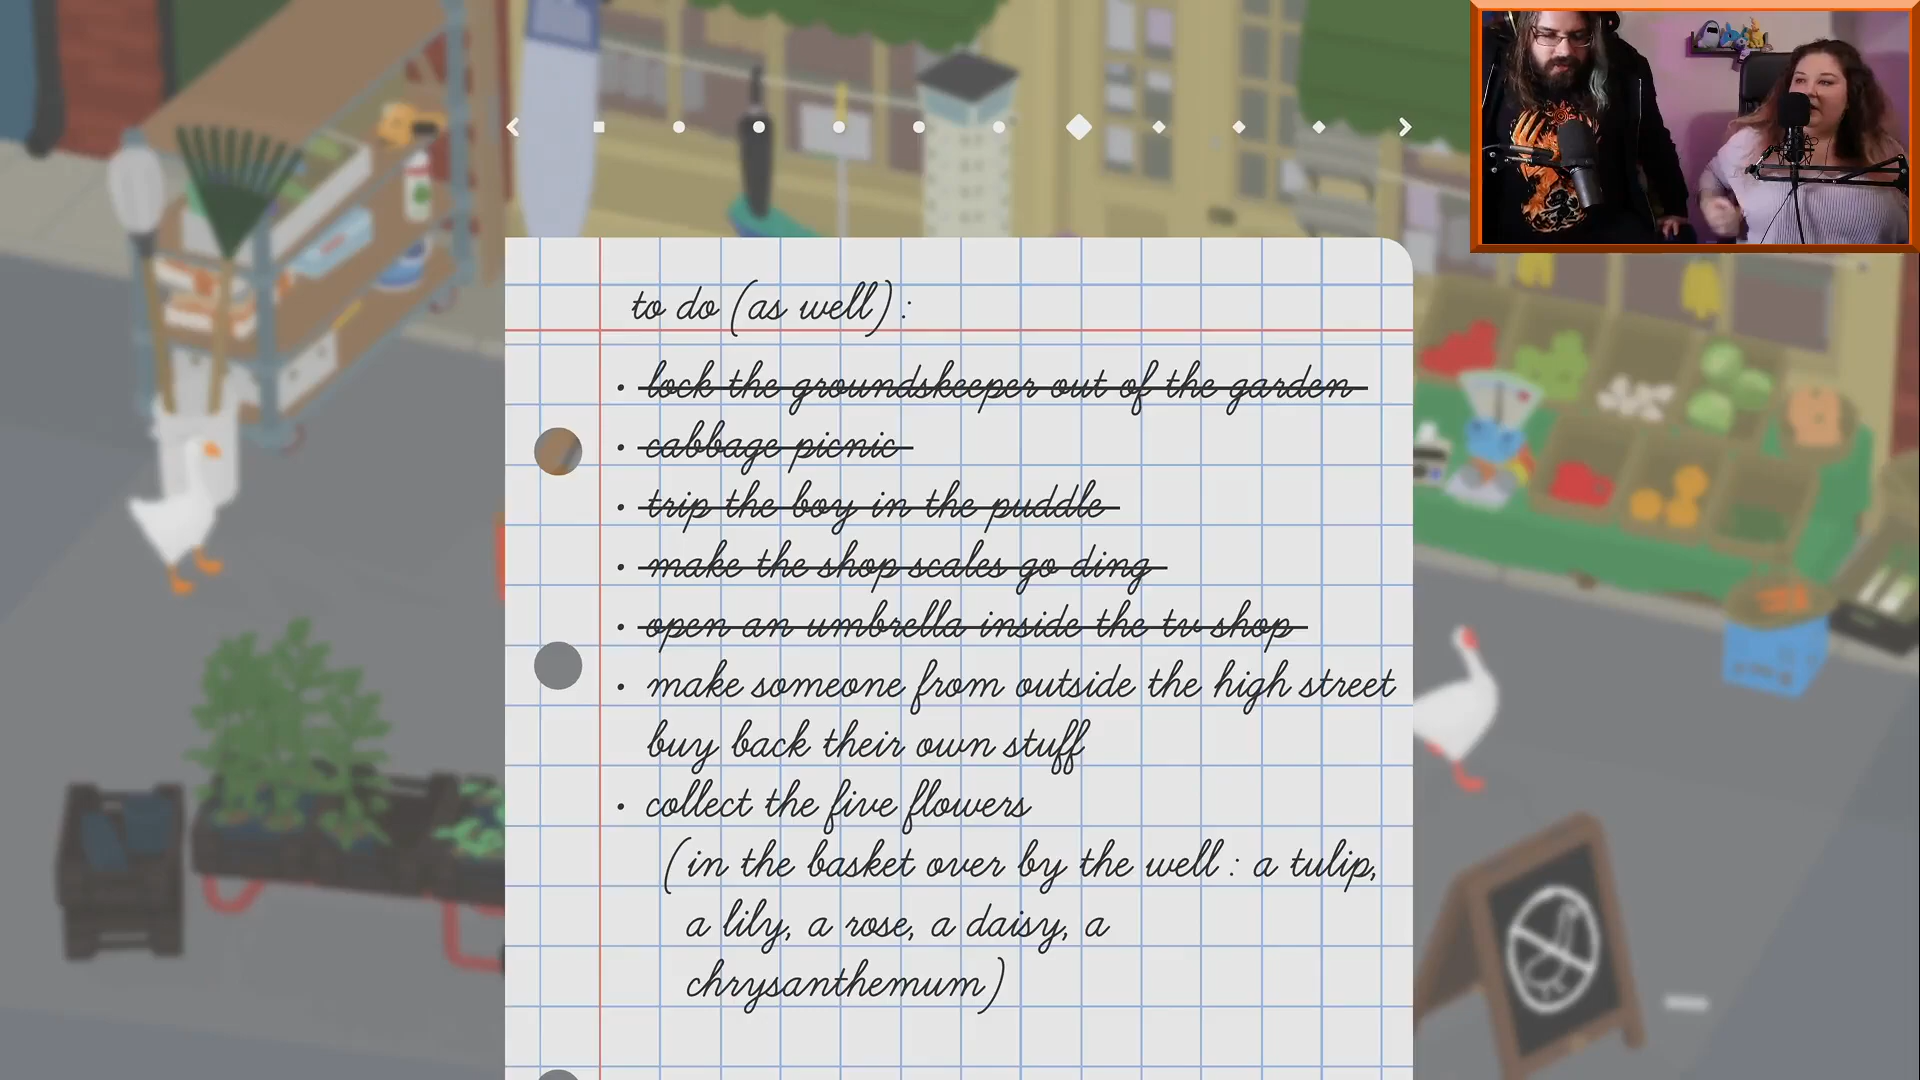 to do (as well) :
• lock the groundskeeper out of the garden
• cabbage picnic
• trip the boy in the puddle
• make the shop scales go ding
• open an umbrella inside the tv shop
• make someone from outside the high street
buy back their own stuff
• collect the five flowers
(in the basket over by the well : a tulip,
a lily, a rose, a daisy, a
chrysanthemum)